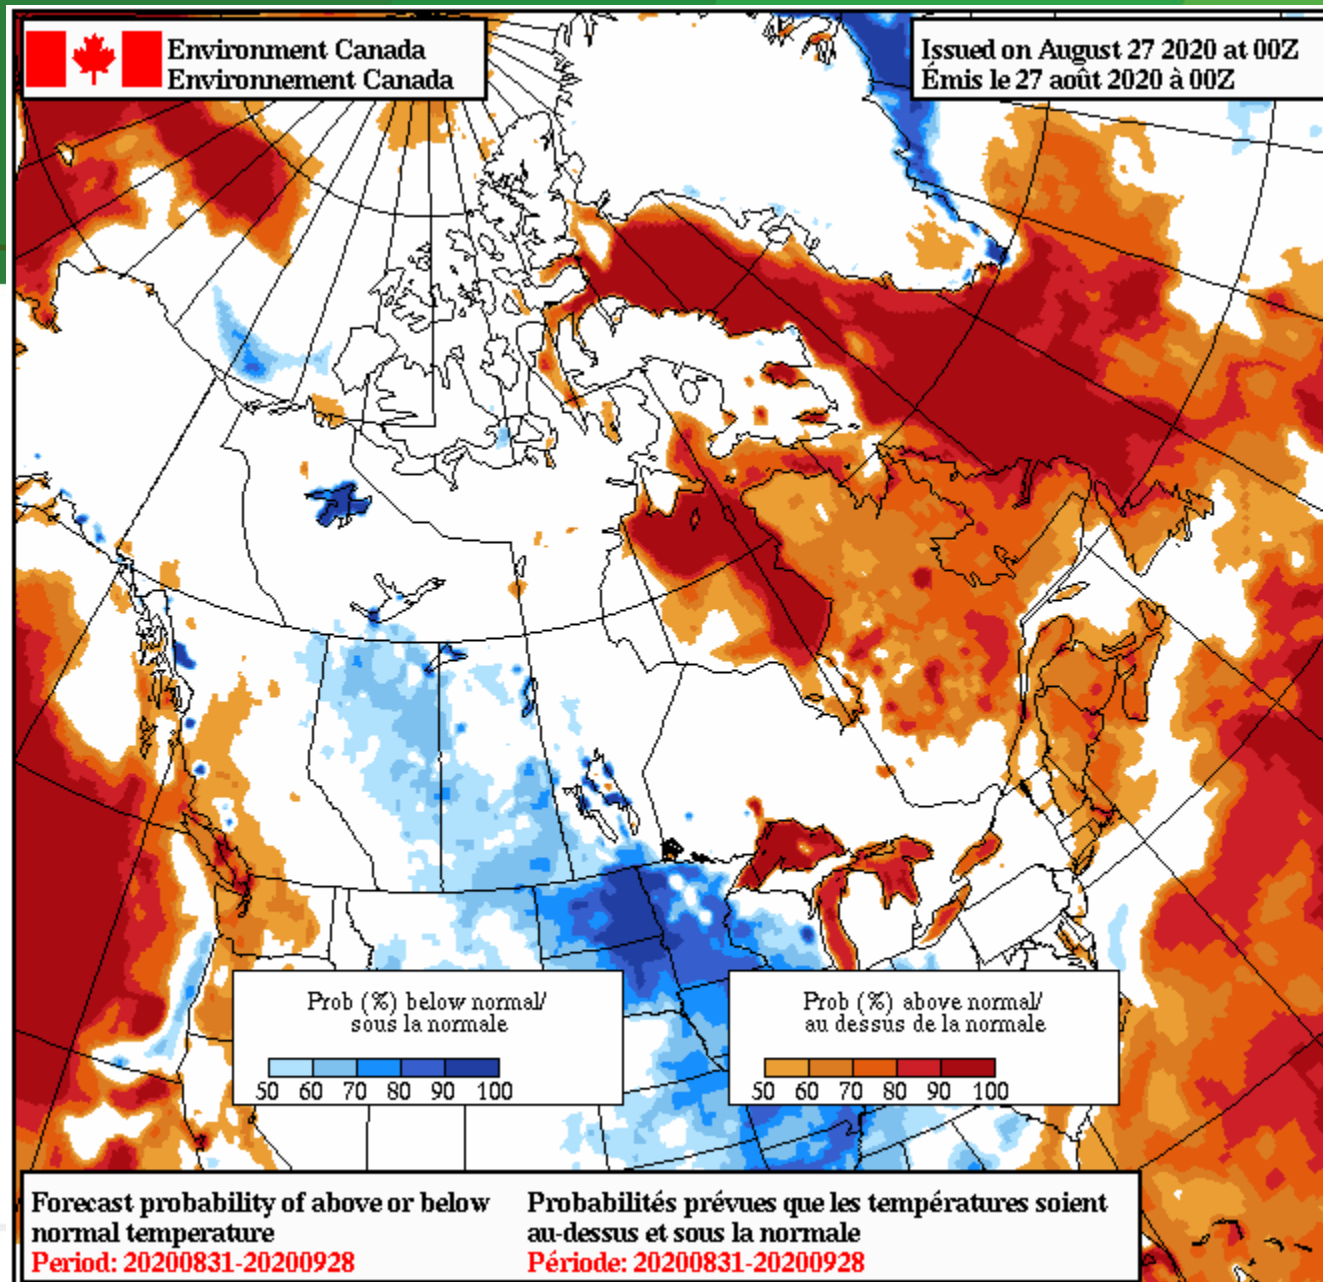 Environment Canada
Environnement Canada
Issued on August 27 2020 at 00Z
Émis le 27 août 2020 à 00Z
Prob (%) below normal/
sous la normale
50 60 70 80 90 100
Prob (%) above normal/
au dessus de la normale
50 60 70 80 90 100
Forecast probability of above or below
normal temperature
Period: 20200831-20200928
Probabilités prévues que les températures soient
au-dessus et sous la normale
Période: 20200831-20200928